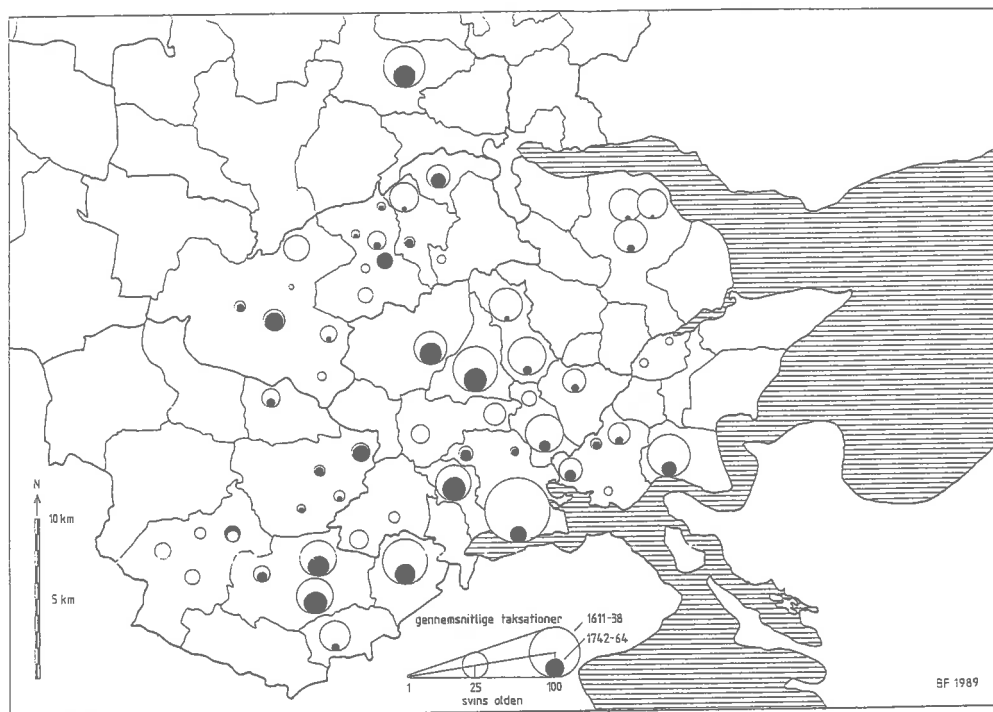 N
10 km
5 km
gennemsnitlige taksationer
1611-38
1742-64
1
25
100
svins olden
BF 1989